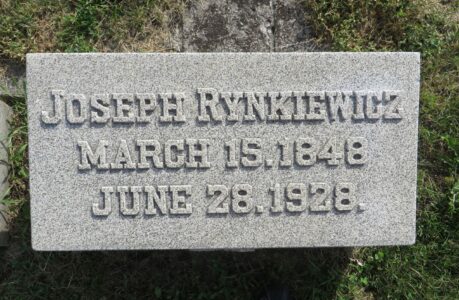 JOSEPH RYNKIEWICZ
MARCH 15.1848
JUNE 28.1928.